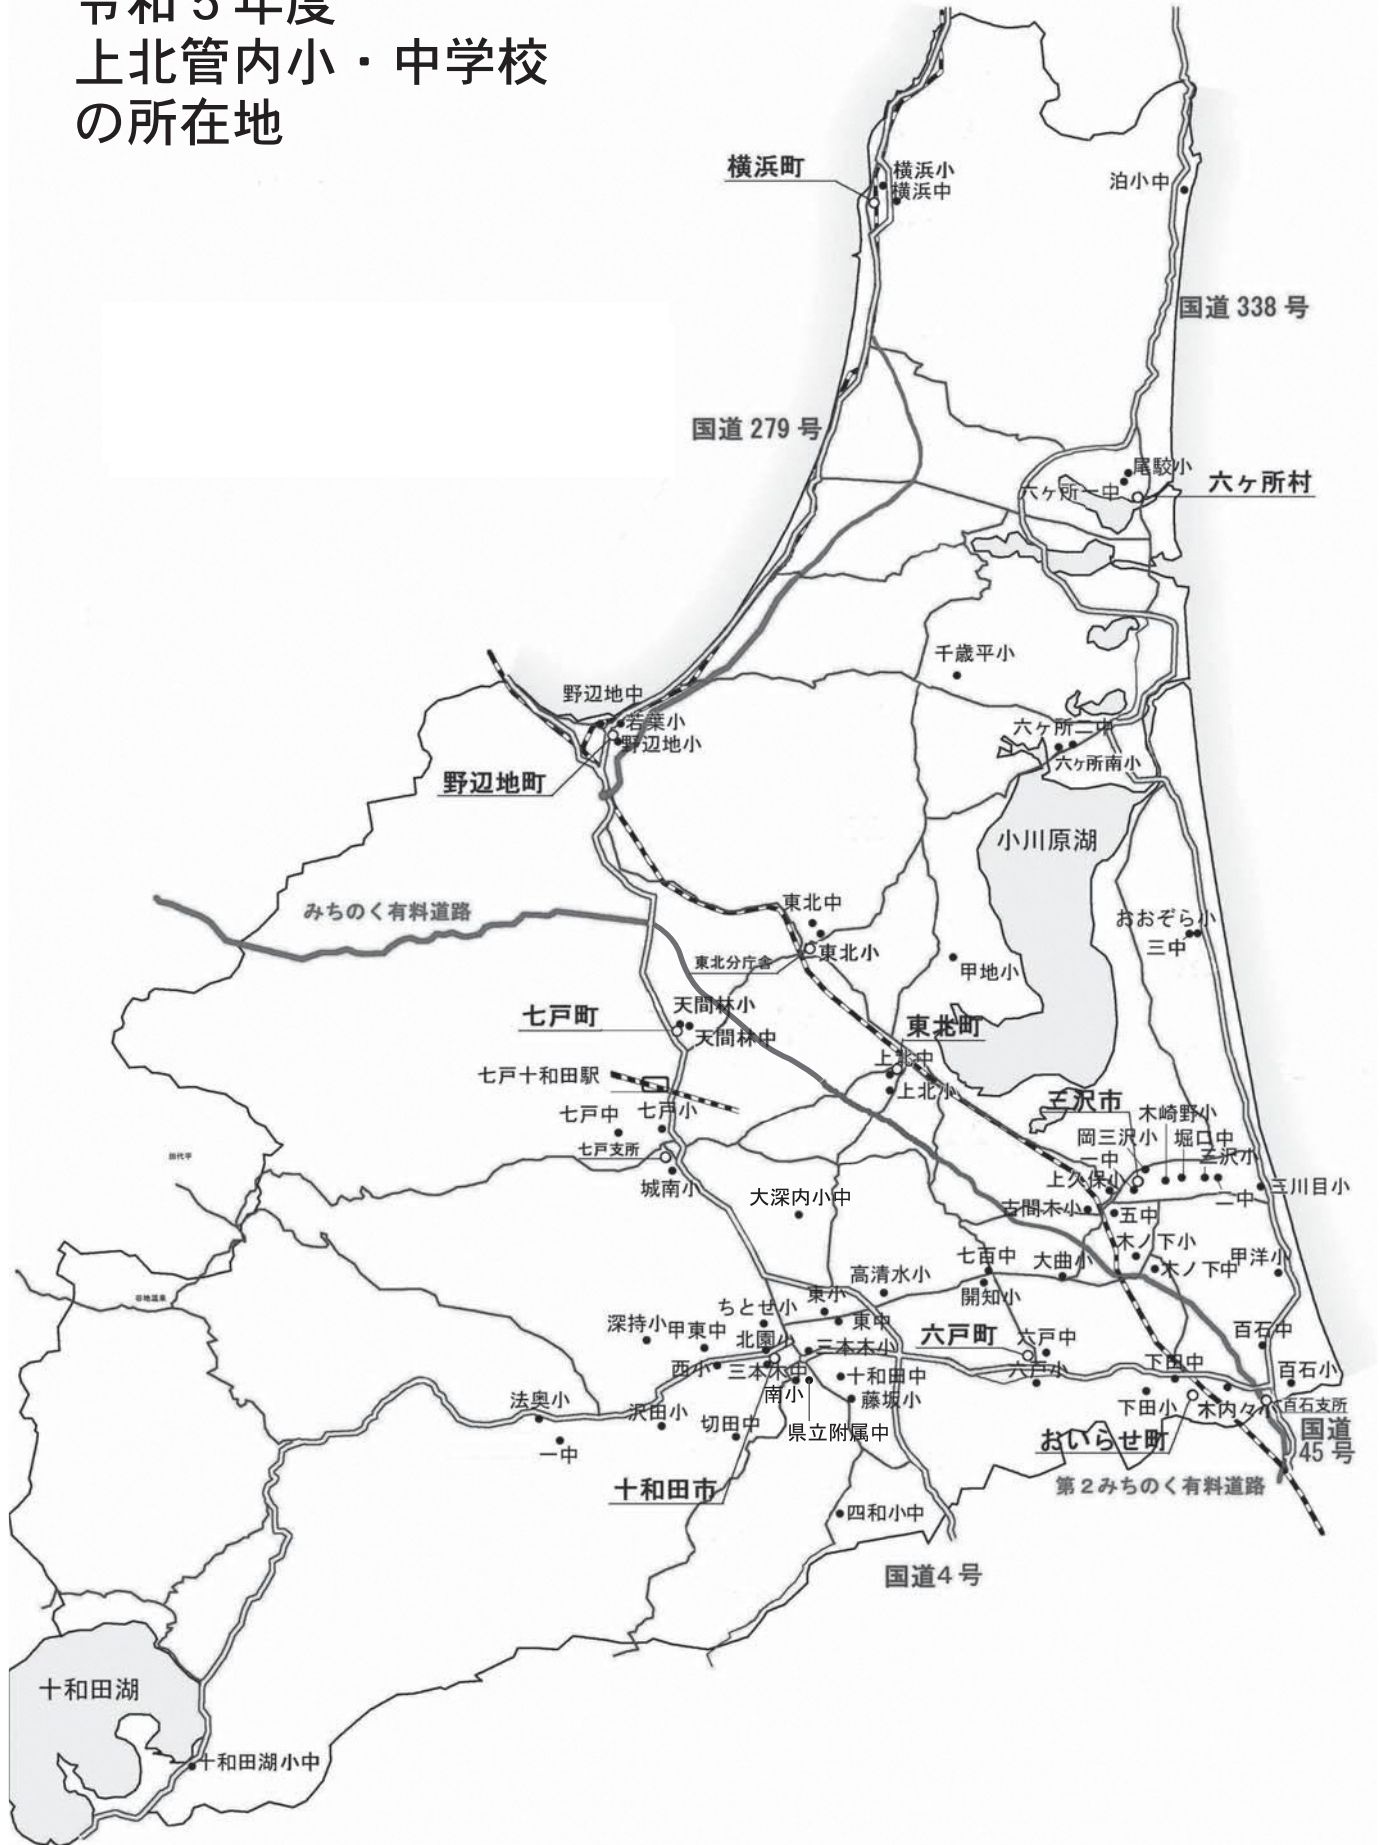 令和５年度
上北管内小・中学校
の所在地
横浜町
横浜小
横浜中
泊小中
国道 338 号
国道 279 号
尾駮小
六ヶ所一中
六ヶ所村
千歳平小
野辺地中
若葉小
野辺地小
野辺地町
六ヶ所二中
六ヶ所南小
小川原湖
みちのく有料道路
東北中
東北小
東北分庁舎
おおぞら小
三中
甲地小
七戸町
天間林小
天間林中
東北町
上北中
上北小
七戸十和田駅
七戸中
七戸小
七戸支所
城南小
三沢市
木崎野小
岡三沢小
堀口中
一中
三沢小
上久保小
二中
三川目小
古間木小
五中
大深内小中
木ノ下小
木ノ下中
甲洋小
七百中
大曲小
高清水小
開知小
東小
東中
ちとせ小
深持小
甲東中
北園小
三本木小
六戸町
六戸中
六戸小
百石中
西小
三本木中
十和田中
南小
藤坂小
下田中
百石小
法奥小
沢田小
切田中
県立附属中
下田小
木内々小
百石支所
一中
おいらせ町
国道
45 号
十和田市
第２みちのく有料道路
四和小中
国道4 号
田代平
谷地温泉
十和田湖
十和田湖小中